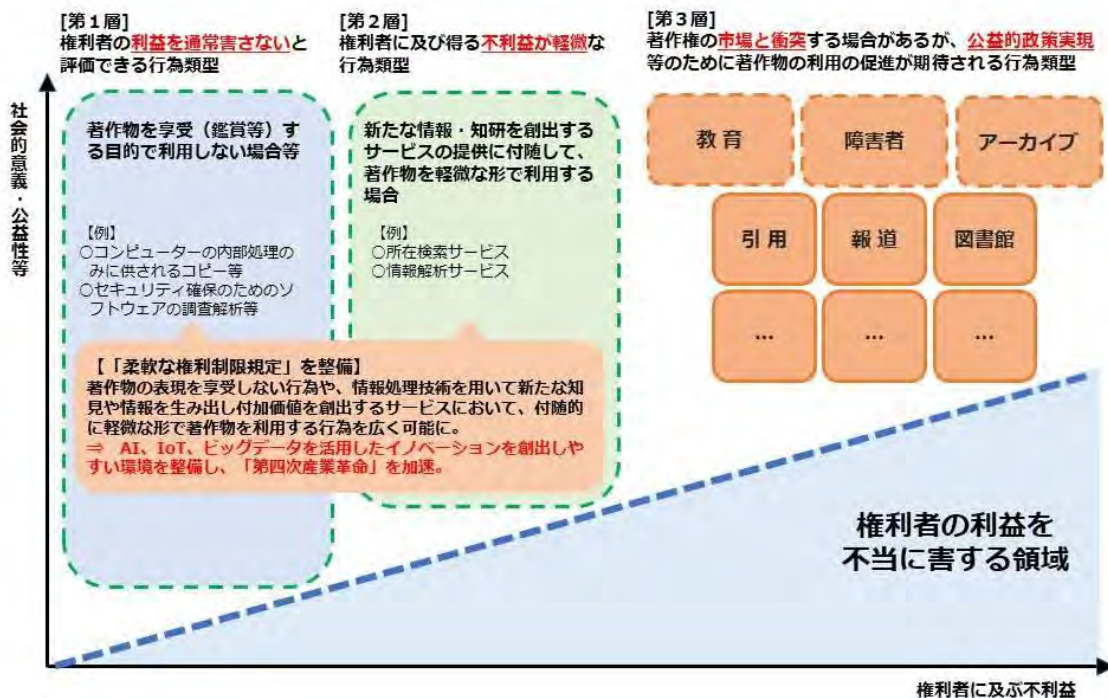 [第1層]
権利者の利益を通常害さないと
評価できる行為類型
[第2層]
権利者に及び得る不利益が軽微な
行為類型
[第3層]
著作権の市場と衝突する場合があるが、公益的政策実現
等のために著作物の利用の促進が期待される行為類型
社会的意義・公益性等
著作物を享受（鑑賞等）す
る目的で利用しない場合等
【例】
○コンピューターの内部処理の
みに供されるコピー等
○セキュリティ確保のためのソ
フトウェアの調査解析等
新たな情報・知研を創出する
サービスの提供に付随して、
著作物を軽微な形で利用する
場合
【例】
○所在検索サービス
○情報解析サービス
教 育
障害者
アーカイブ
引 用
報 道
図書館
…
…
…
【「柔軟な権利制限規定」を整備】
著作物の表現を享受しない行為や、情報処理技術を用いて新たな知
見や情報を生み出し付加価値を創出するサービスにおいて、付随的
に軽微な形で著作物を利用する行為を広く可能に。
⇒ AI、IoT、ビッグデータを活用したイノベーションを創出しや
すい環境を整備し、「第四次産業革命」を加速。
権利者の利益を
不当に害する領域
権利者に及ぶ不利益